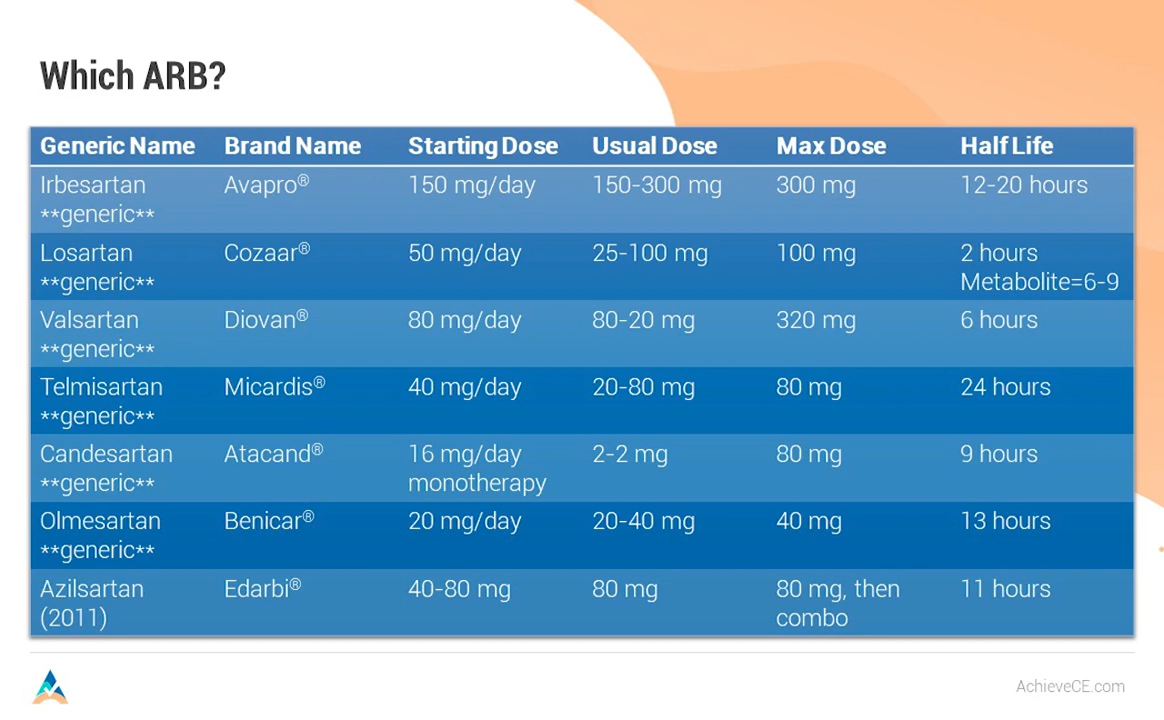 Which ARB?
Generic Name Brand Name Starting Dose Usual Dose Max Dose Half Life
Irbesartan Avapro® 150 mg/day 150-300 mg 300 mg 12-20 hours
**generic**
Losartan Cozaar® 50 mg/day 25-100 mg 100 mg 2 hours
**generic** Metabolite=6-9
Valsartan Diovan® 80 mg/day 80-20 mg 320 mg 6 hours
**generic**
Telmisartan Micardis® 40 mg/day 20-80 mg 80 mg 24 hours
**generic**
Candesartan Atacand® 16 mg/day 2-2 mg 80 mg 9 hours
**generic** monotherapy
Olmesartan Benicar® 20 mg/day 20-40 mg 40 mg 13 hours
**generic**
Azilsartan Edarbi® 40-80 mg 80 mg 80 mg, then 11 hours
(2011) combo
AchieveCE.com